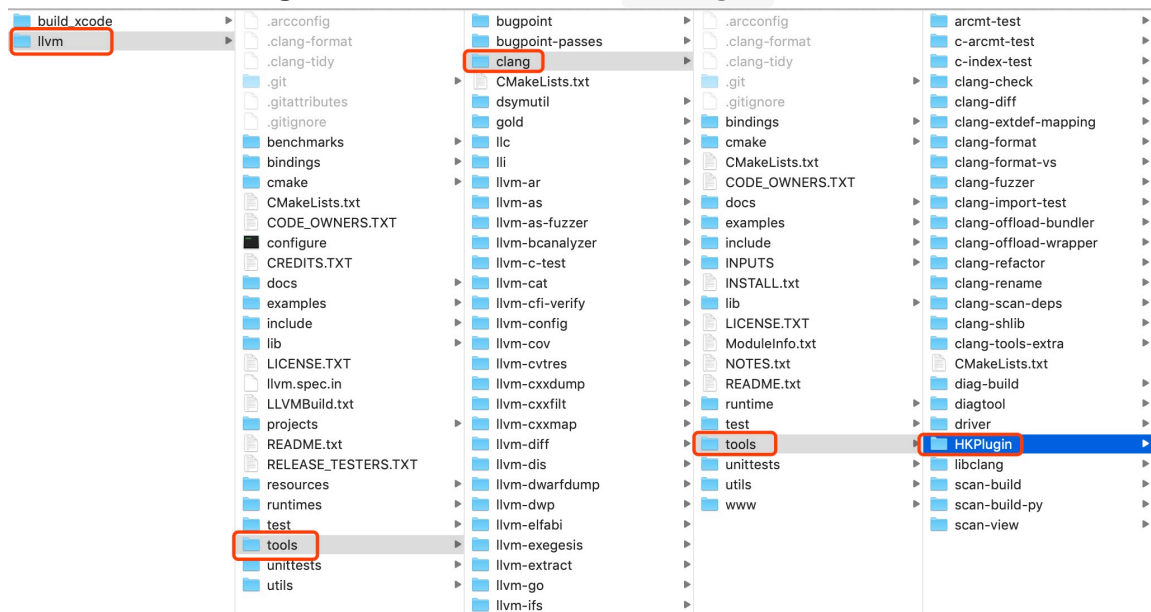 build_xcode
llvm
.arcconfig
.clang-format
.clang-tidy
.git
.gitattributes
.gitignore
benchmarks
bindings
cmake
CMakeLists.txt
CODE_OWNERS.TXT
configure
CREDITS.TXT
docs
examples
include
lib
LICENSE.TXT
llvm.spec.in
LLVMBuild.txt
projects
README.txt
RELEASE_TESTERS.TXT
resources
runtimes
test
tools
unittests
utils
bugpoint
bugpoint-passes
clang
CMakeLists.txt
dsymutil
gold
llc
lli
llvm-ar
llvm-as
llvm-as-fuzzer
llvm-bcanalyzer
llvm-c-test
llvm-cat
llvm-cfi-verify
llvm-config
llvm-cov
llvm-cvtres
llvm-cxxdump
llvm-cxxfilt
llvm-cxxmap
llvm-diff
llvm-dis
llvm-dwarfdump
llvm-dwp
llvm-elfabi
llvm-exegesis
llvm-extract
llvm-go
llvm-ifs
.arcconfig
.clang-format
.clang-tidy
.git
.gitignore
bindings
cmake
CMakeLists.txt
CODE_OWNERS.TXT
docs
examples
include
INPUTS
INSTALL.txt
lib
LICENSE.TXT
ModuleInfo.txt
NOTES.txt
README.txt
runtime
test
tools
unittests
utils
www
arcmt-test
c-arcmt-test
c-index-test
clang-check
clang-diff
clang-extdef-mapping
clang-format
clang-format-vs
clang-fuzzer
clang-import-test
clang-offload-bundler
clang-offload-wrapper
clang-refactor
clang-rename
clang-scan-deps
clang-shlib
clang-tools-extra
CMakeLists.txt
diag-build
diagtool
driver
HKPlugin
libclang
scan-build
scan-build-py
scan-view